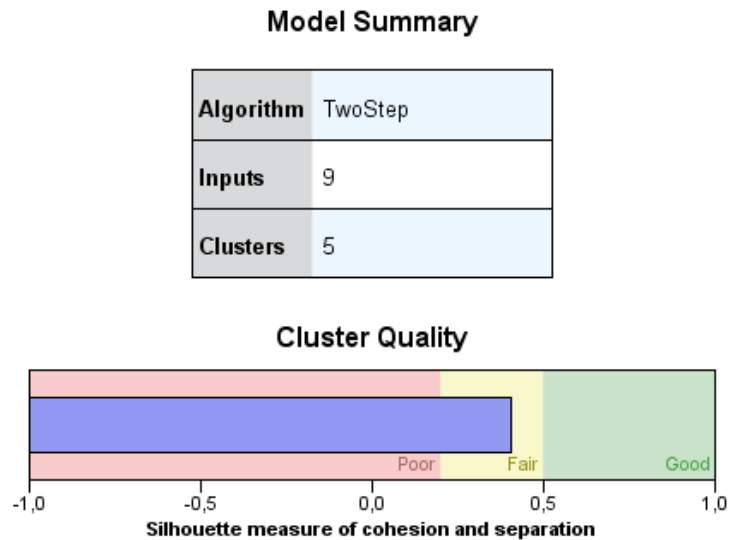 Model Summary
Algorithm TwoStep
Inputs 9
Clusters 5
Cluster Quality
Poor Fair Good
-1,0 -0,5 0,0 0,5 1,0
Silhouette measure of cohesion and separation